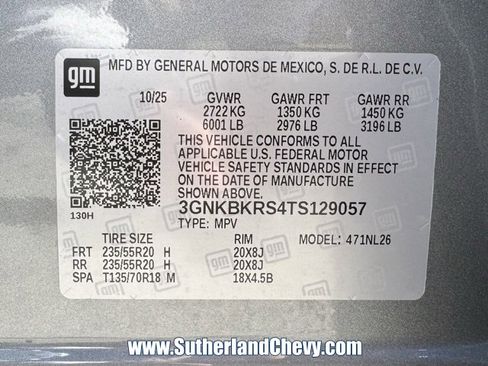 gm MFD BY GENERAL MOTORS DE MEXICO, S. DE R.L. DE C.V.
10/25 GVWR GAWR FRT GAWR RR
2722 KG 1350 KG 1450 KG
6001 LB 2976 LB 3196 LB
THIS VEHICLE CONFORMS TO ALL
APPLICABLE U.S. FEDERAL MOTOR
VEHICLE SAFETY STANDARDS IN EFFECT
ON THE DATE OF MANUFACTURE
SHOWN ABOVE.
3GNKBKRS4TS129057
130H TYPE: MPV
TIRE SIZE RIM MODEL: 471NL26
FRT 235/55R20 H 20X8J
RR 235/55R20 H 20X8J
SPA T135/70R18 M 18X4.5B
www.SutherlandChevy.com